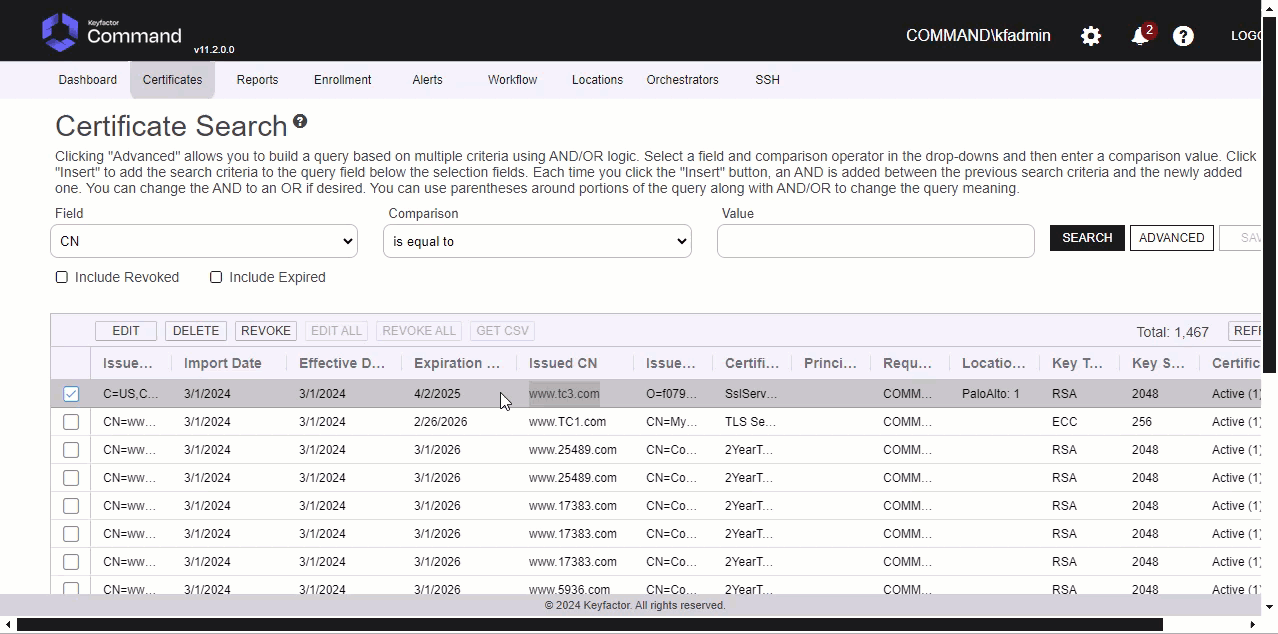 Keyfactor
Command
v11.2.0.0
COMMAND\kfadmin
2
?
LOGO
Dashboard Certificates Reports Enrollment Alerts Workflow Locations Orchestrators SSH
Certificate Search ?
Clicking "Advanced" allows you to build a query based on multiple criteria using AND/OR logic. Select a field and comparison operator in the drop-downs and then enter a comparison value. Click
"Insert" to add the search criteria to the query field below the selection fields. Each time you click the "Insert" button, an AND is added between the previous search criteria and the newly added
one. You can change the AND to an OR if desired. You can use parentheses around portions of the query along with AND/OR to change the query meaning.
Field Comparison Value
CN is equal to SEARCH ADVANCED SAV
Include Revoked Include Expired
EDIT DELETE REVOKE EDIT ALL REVOKE ALL GET CSV Total: 1,467 REFR
Issue... Import Date Effective D... Expiration ... Issued CN Issue... Certifi... Princi... Requ... Locatio... Key T... Key S... Certific
C=US,C... 3/1/2024 3/1/2024 4/2/2025 www.tc3.com O=f079... SslServ... COMM... PaloAlto: 1 RSA 2048 Active (1)
CN=ww... 3/1/2024 3/1/2024 2/26/2026 www.TC1.com CN=My... TLS Se... COMM... ECC 256 Active (1)
CN=ww... 3/1/2024 3/1/2024 3/1/2026 www.25489.com CN=Co... 2YearT... COMM... RSA 2048 Active (1)
CN=ww... 3/1/2024 3/1/2024 3/1/2026 www.25489.com CN=Co... 2YearT... COMM... RSA 2048 Active (1)
CN=ww... 3/1/2024 3/1/2024 3/1/2026 www.17383.com CN=Co... 2YearT... COMM... RSA 2048 Active (1)
CN=ww... 3/1/2024 3/1/2024 3/1/2026 www.17383.com CN=Co... 2YearT... COMM... RSA 2048 Active (1)
CN=ww... 3/1/2024 3/1/2024 3/1/2026 www.17383.com CN=Co... 2YearT... COMM... RSA 2048 Active (1)
CN=ww... 3/1/2024 3/1/2024 3/1/2026 www.5936.com CN=Co... 2YearT... COMM... RSA 2048 Active (1)
© 2024 Keyfactor. All rights reserved.